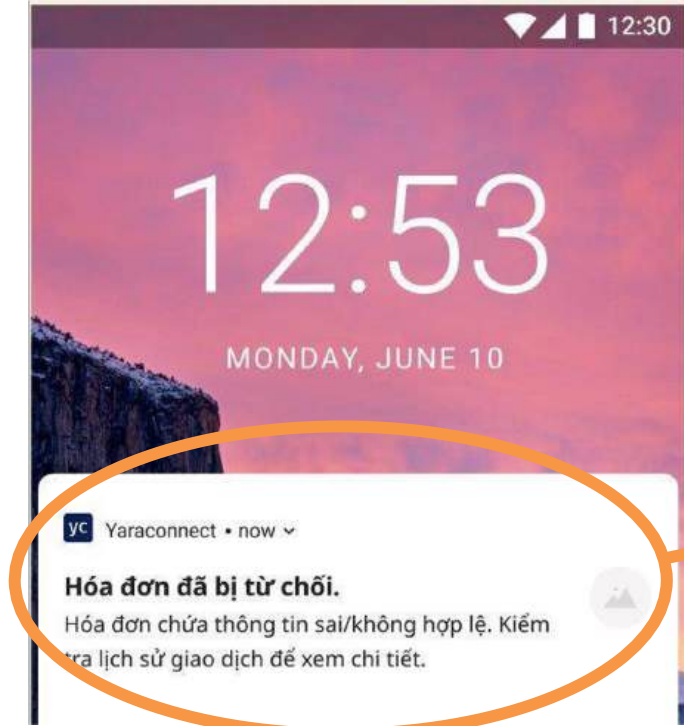 12:30
12:53
MONDAY, JUNE 10
yc Yaraconnect • now
Hóa đơn đã bị từ chối.
Hóa đơn chứa thông tin sai/không hợp lệ. Kiểm
tra lịch sử giao dịch để xem chi tiết.